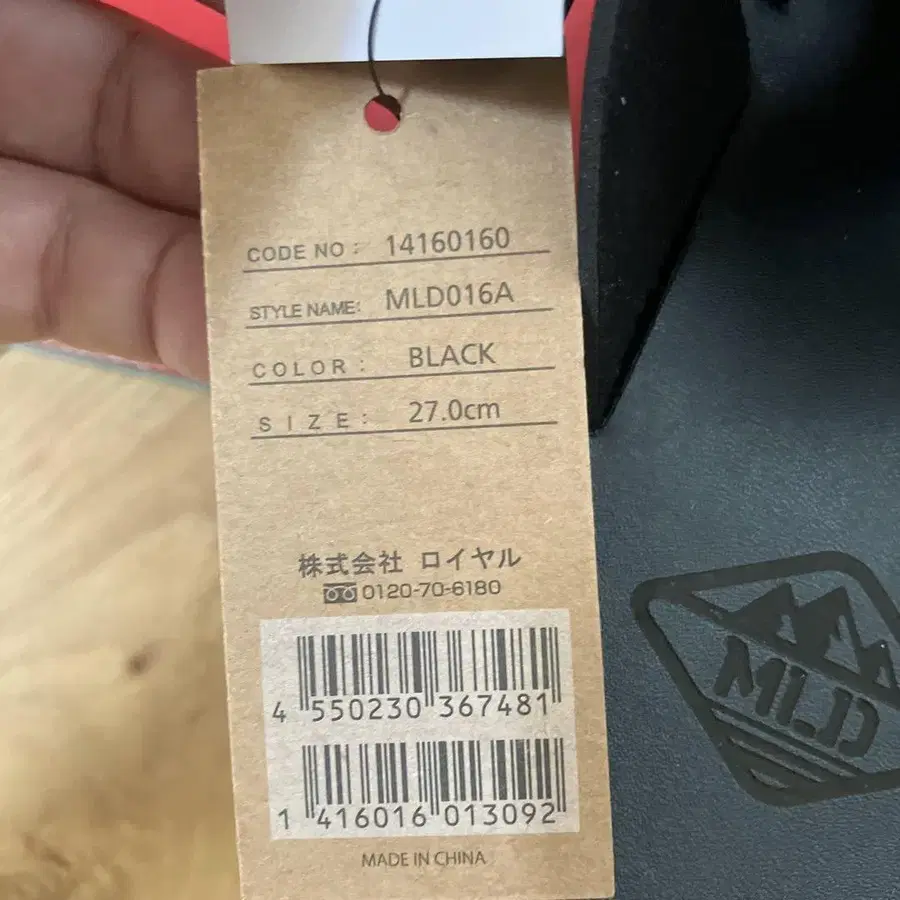 CODE NO : 14160160
STYLE NAME: MLD016A
COLOR : BLACK
SIZE: 27.0cm
株式会社 ロイヤル
0120-70-6180
4 550230 367481
1 416016 013092
MADE IN CHINA
MLD